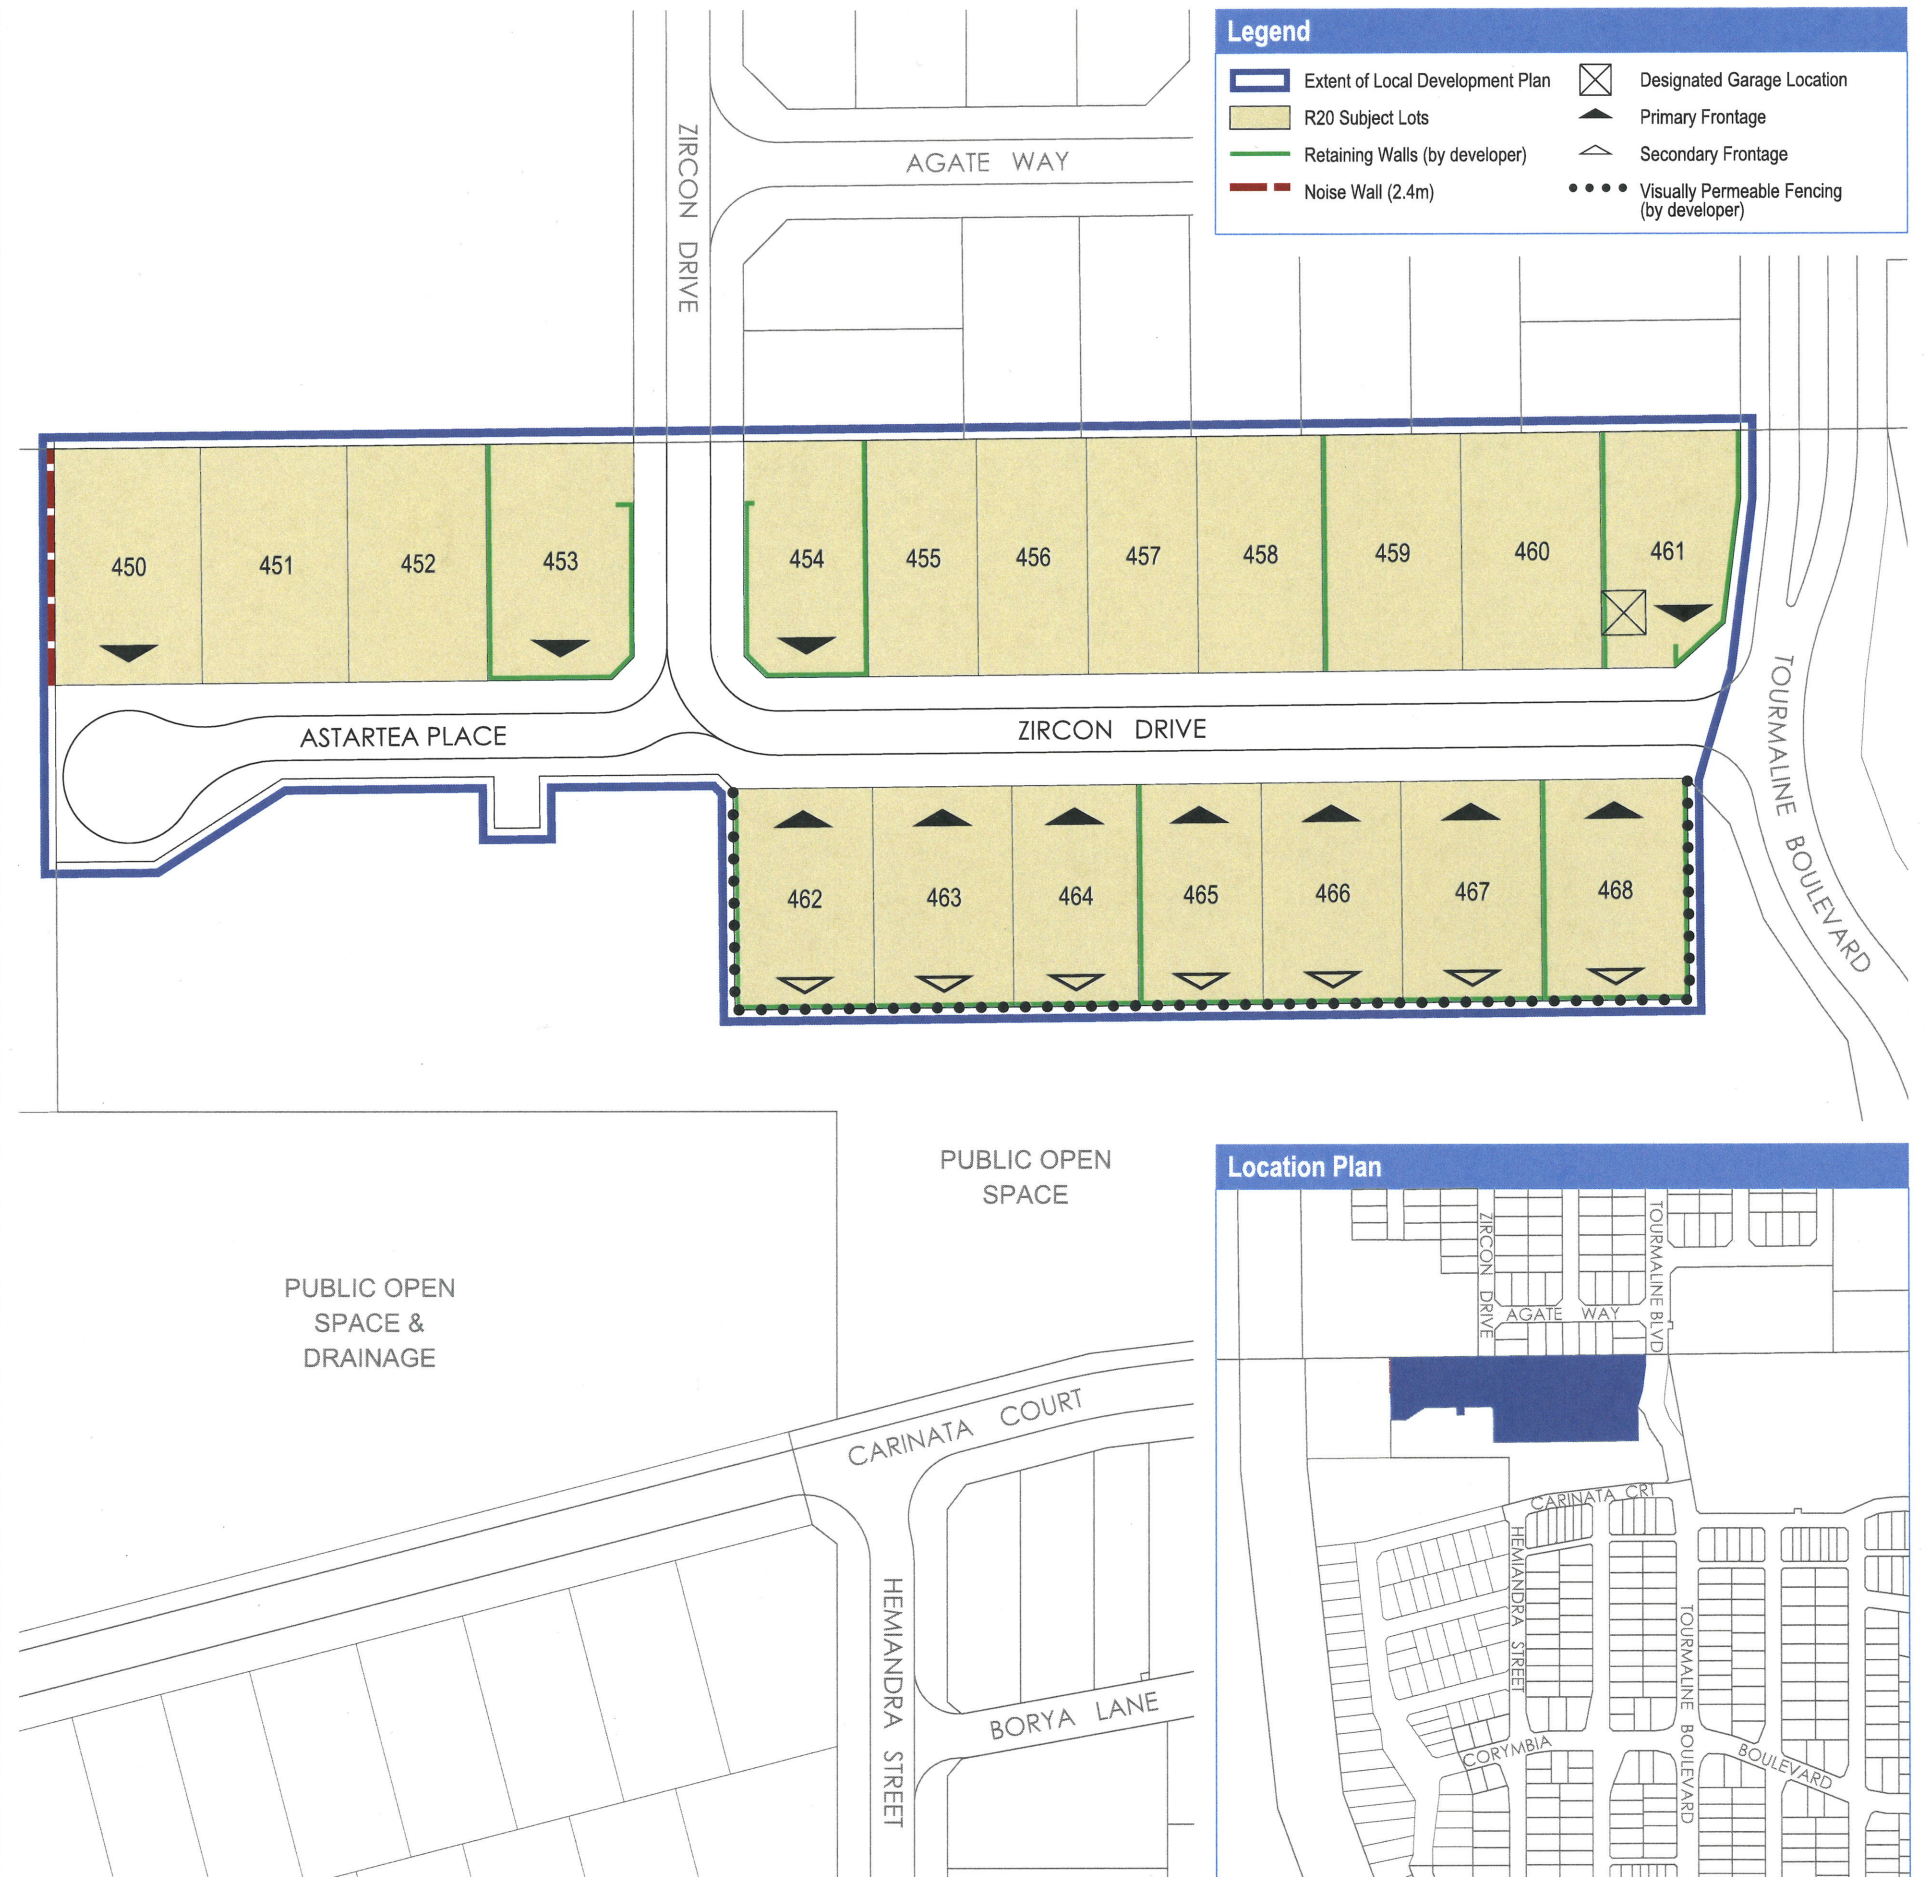 Legend
Extent of Local Development Plan
R20 Subject Lots
Retaining Walls (by developer)
Noise Wall (2.4m)
Designated Garage Location
Primary Frontage
Secondary Frontage
Visually Permeable Fencing
(by developer)
ZIRCON DRIVE
AGATE WAY
450
451
452
453
454
455
456
457
458
459
460
461
ASTARTEA PLACE
ZIRCON DRIVE
TOURMALINE BOULEVARD
462
463
464
465
466
467
468
PUBLIC OPEN
SPACE
PUBLIC OPEN
SPACE &
DRAINAGE
CARINATA COURT
HEMIANDRA STREET
BORYA LANE
Location Plan
ZIRCON DRIVE
TOURMALINE BLVD
AGATE WAY
CARINATA CRT
HEMIANDRA STREET
TOURMALINE BOULEVARD
CORYMBIA
BOULEVARD